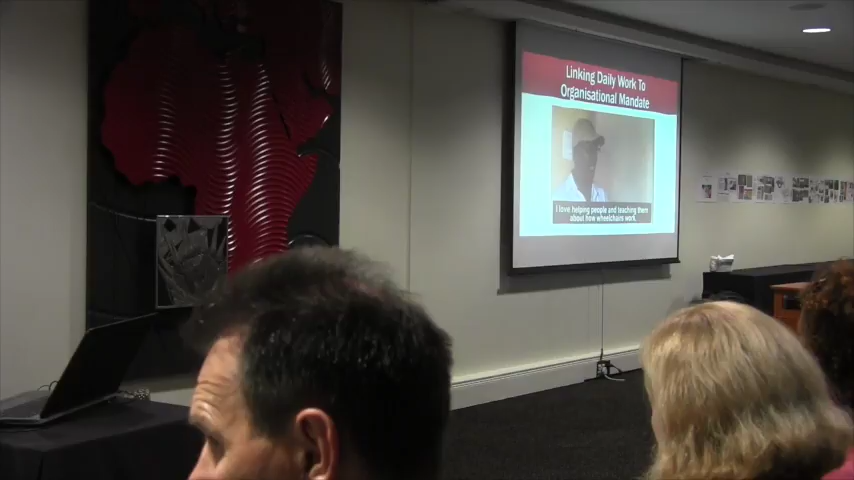 Linking Daily Work To
Organisational Mandate
I love helping people and teaching them
about how wheelchairs work.